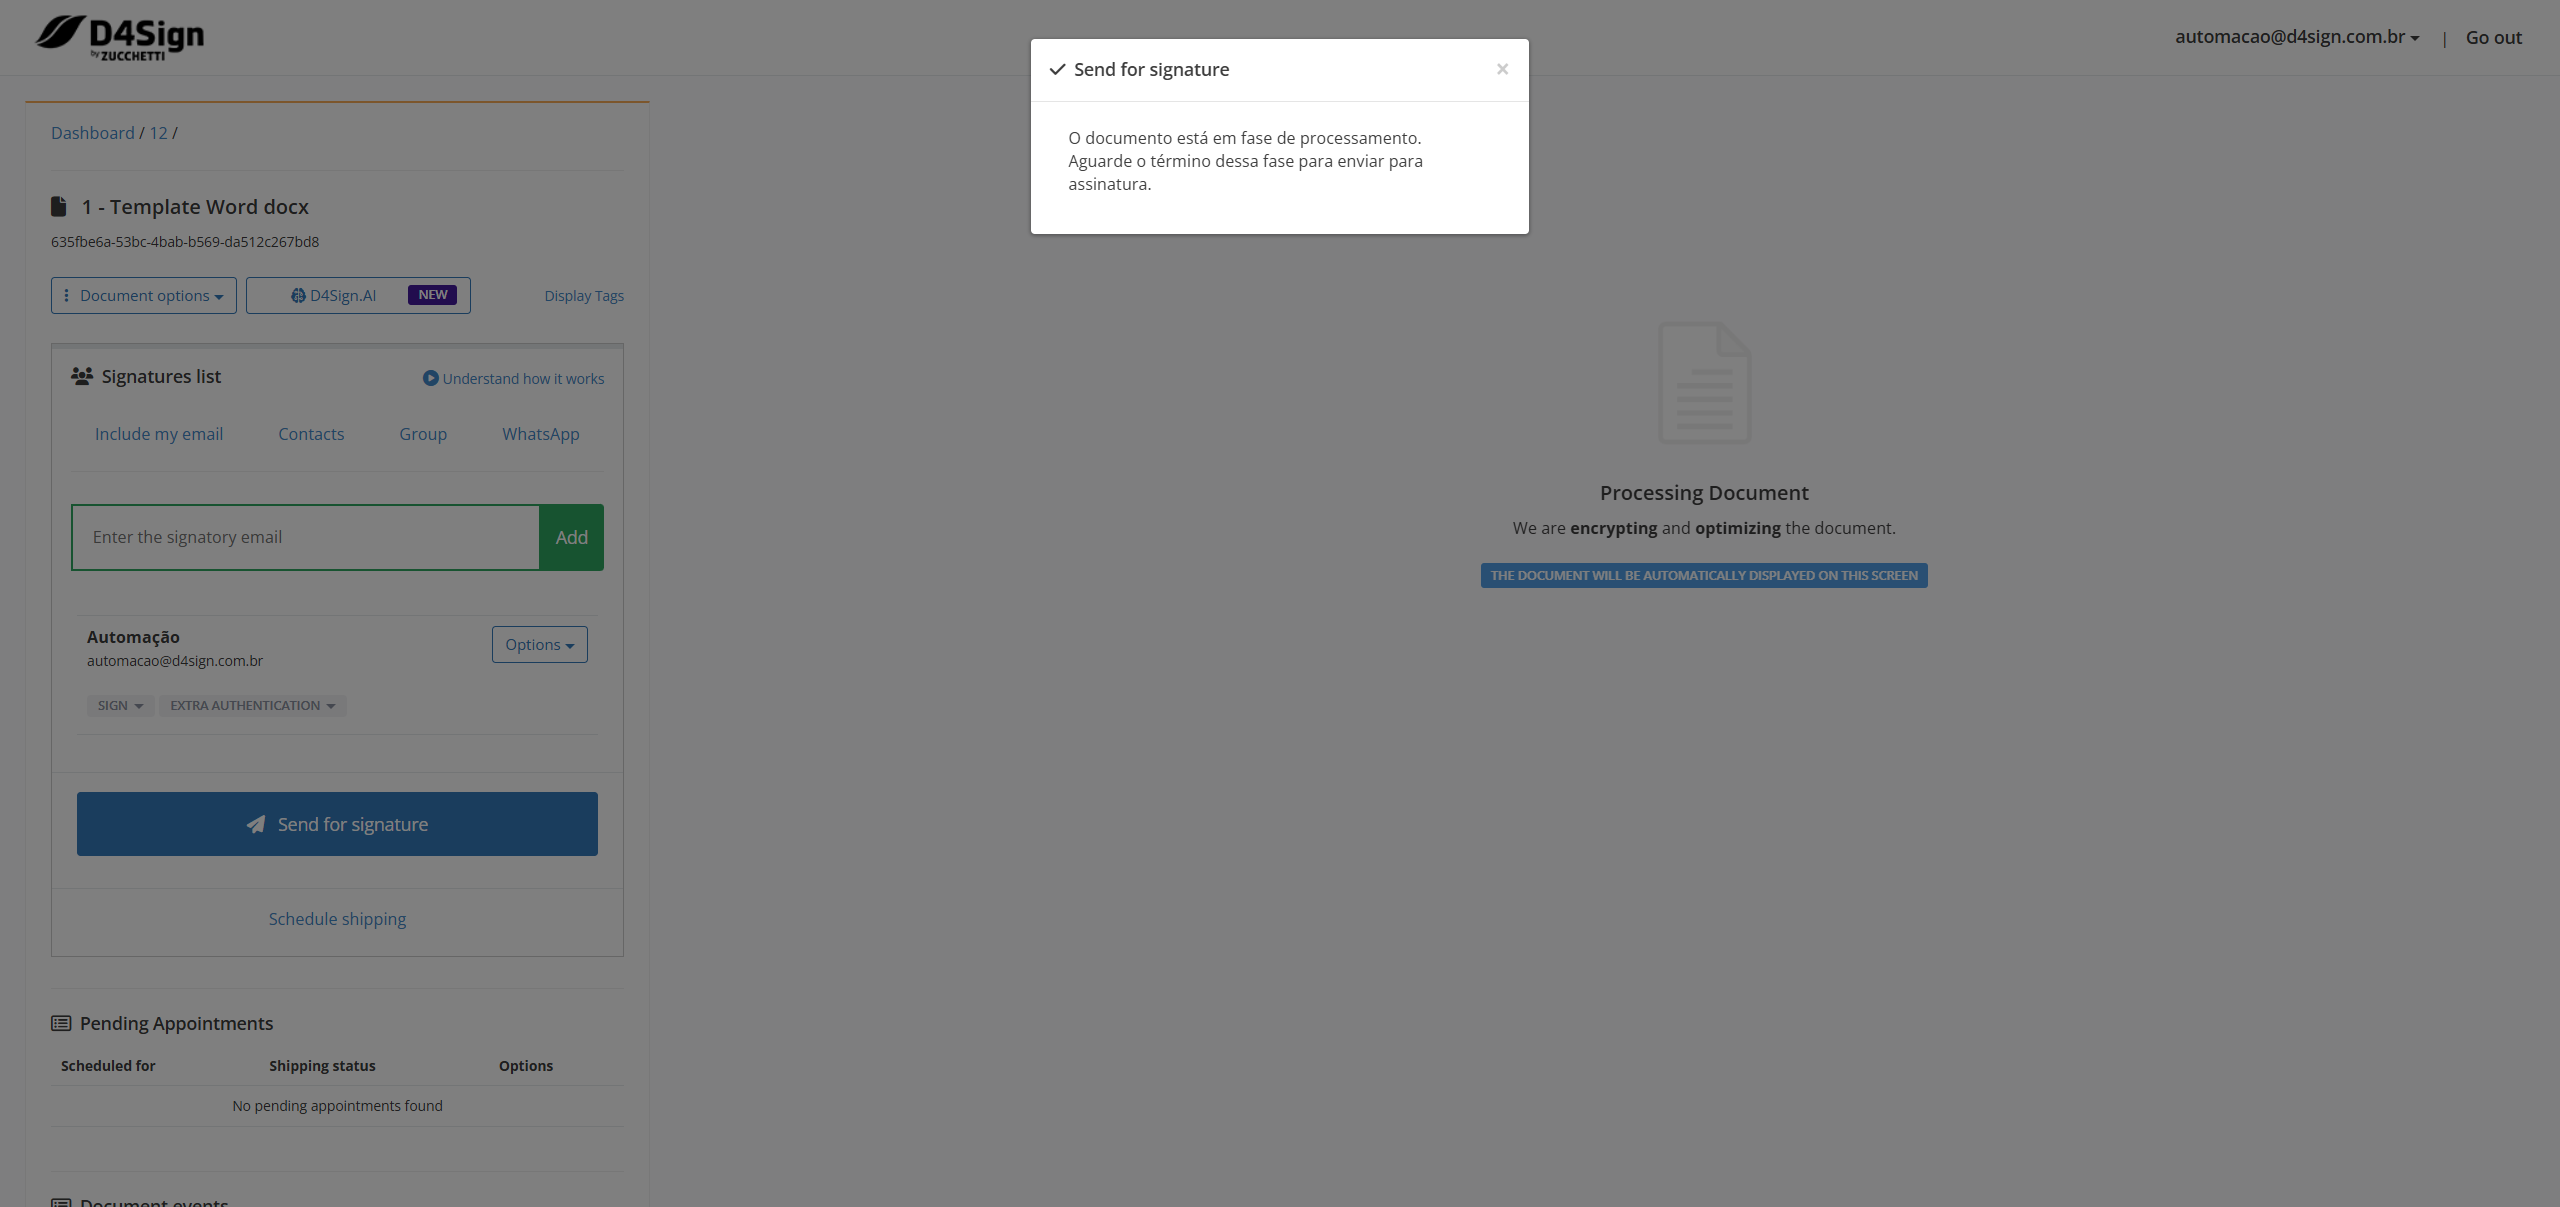 D4Sign
by ZUCCHETTI
automacao@d4sign.com.br
|
Go out
Send for signature
×
O documento está em fase de processamento.
Aguarde o término dessa fase para enviar para
assinatura.
Dashboard / 12 /
1 - Template Word docx
635fbe6a-53bc-4bab-b569-da512c267bd8
Document options
D4Sign.AI
NEW
Display Tags
Signatures list
Understand how it works
Include my email
Contacts
Group
WhatsApp
Enter the signatory email
Add
Automação
automacao@d4sign.com.br
Options
SIGN
EXTRA AUTHENTICATION
Send for signature
Schedule shipping
Pending Appointments
Scheduled for
Shipping status
Options
No pending appointments found
Document events
Processing Document
We are encrypting and optimizing the document.
THE DOCUMENT WILL BE AUTOMATICALLY DISPLAYED ON THIS SCREEN